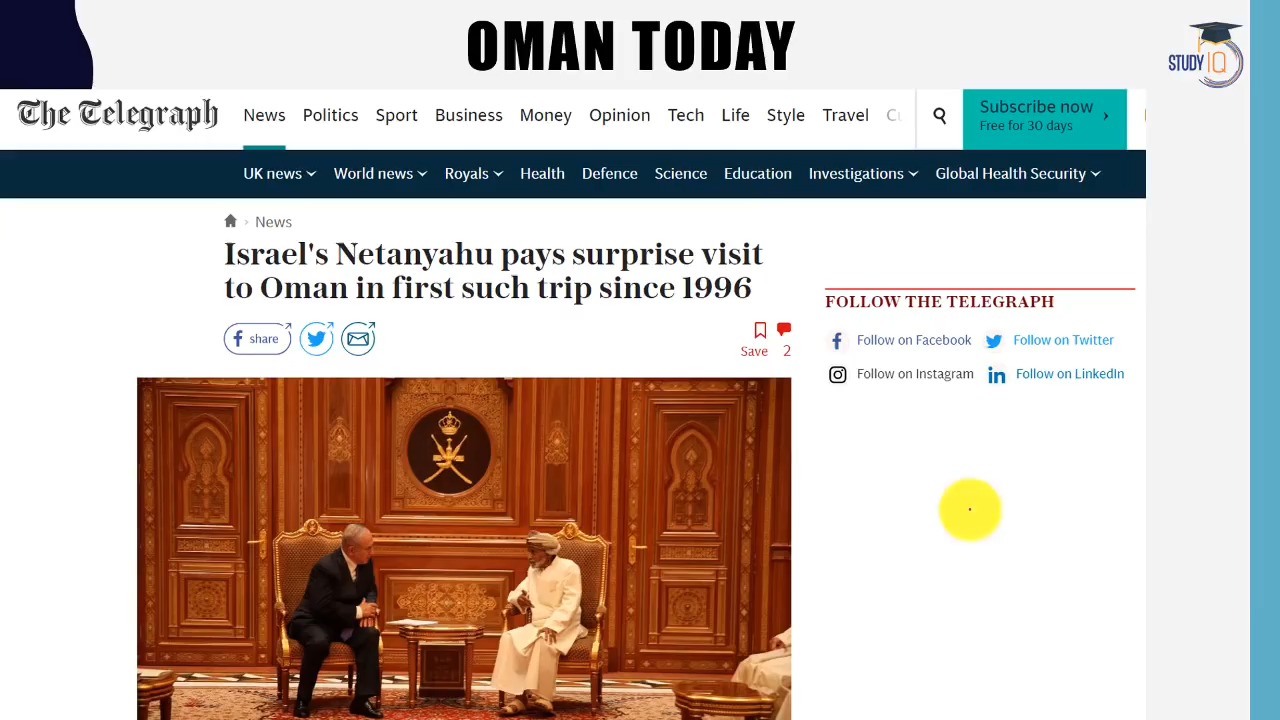 OMAN TODAY
STUDY IQ
The Telegraph
News Politics Sport Business Money Opinion Tech Life Style Travel
Subscribe now
Free for 30 days
UK news World news Royals Health Defence Science Education Investigations Global Health Security
News
Israel's Netanyahu pays surprise visit
to Oman in first such trip since 1996
share
Save 2
FOLLOW THE TELEGRAPH
Follow on Facebook Follow on Twitter
Follow on Instagram Follow on LinkedIn